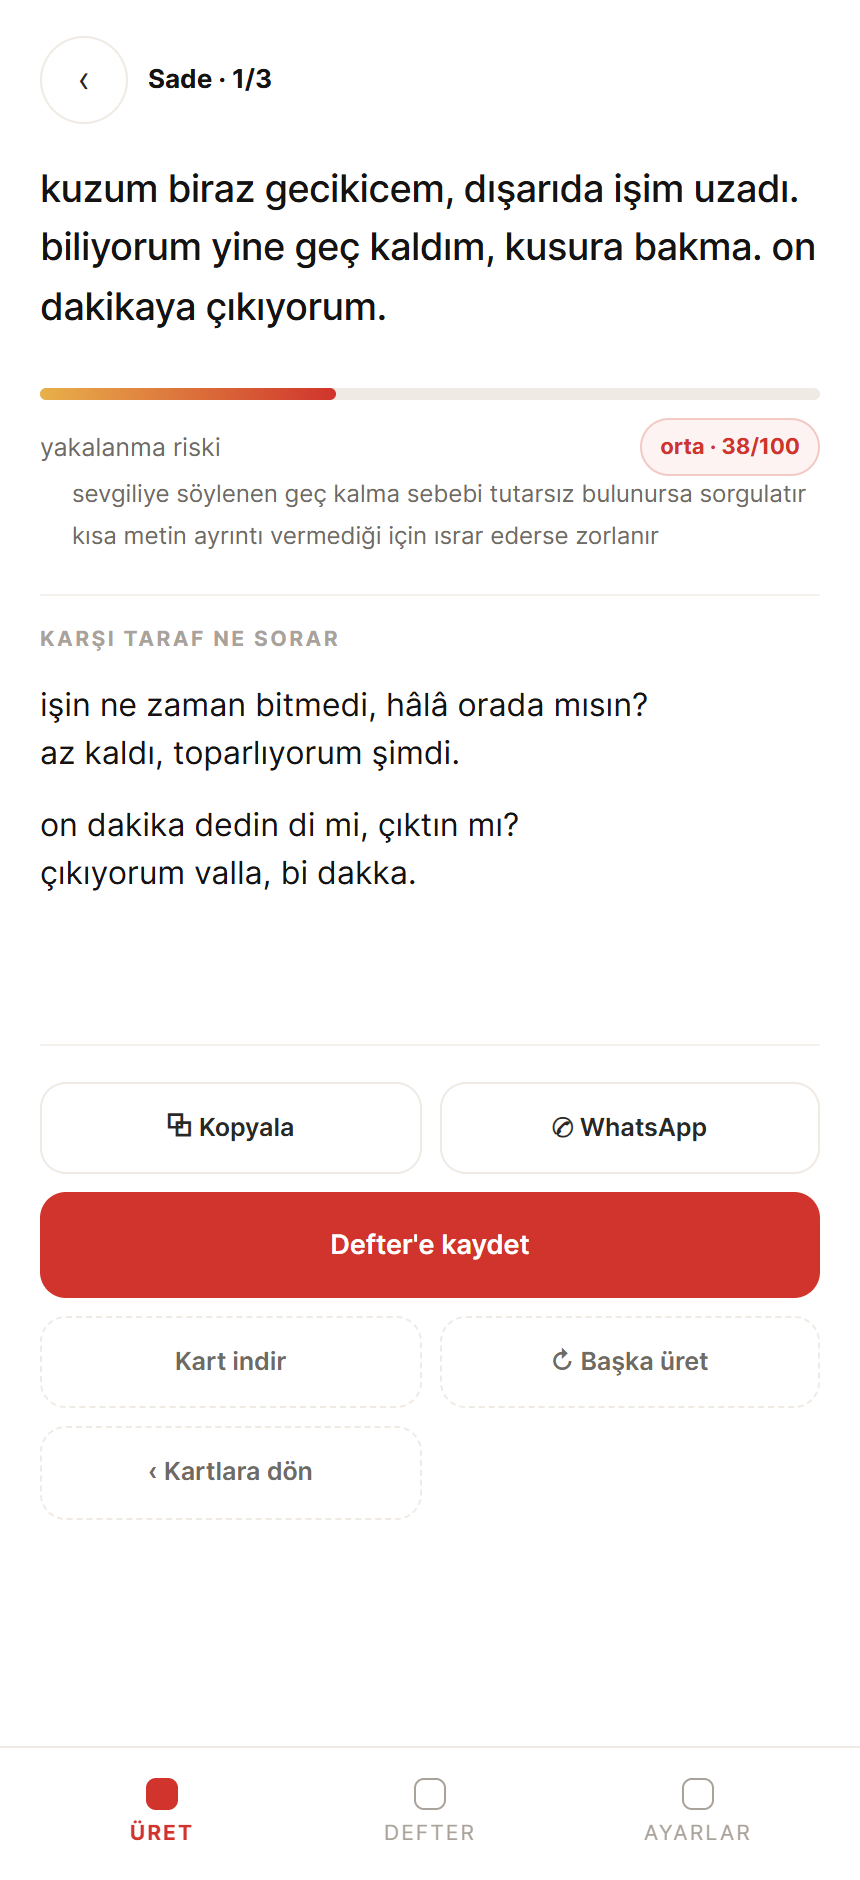 ‹
Sade · 1/3
kuzum biraz gecikicem, dışarıda işim uzadı.
biliyorum yine geç kaldım, kusura bakma. on
dakikaya çıkıyorum.
yakalanma riski
orta · 38/100
sevgiliye söylenen geç kalma sebebi tutarsız bulunursa sorgulatır
kısa metin ayrıntı vermediği için ısrar ederse zorlanır
KARŞI TARAF NE SORAR
işin ne zaman bitmedi, hâlâ orada mısın?
az kaldı, toparlıyorum şimdi.
on dakika dedin di mi, çıktın mı?
çıkıyorum valla, bi dakka.
⧉ Kopyala
✆ WhatsApp
Defter'e kaydet
Kart indir
↻ Başka üret
‹ Kartlara dön
ÜRET
DEFTER
AYARLAR